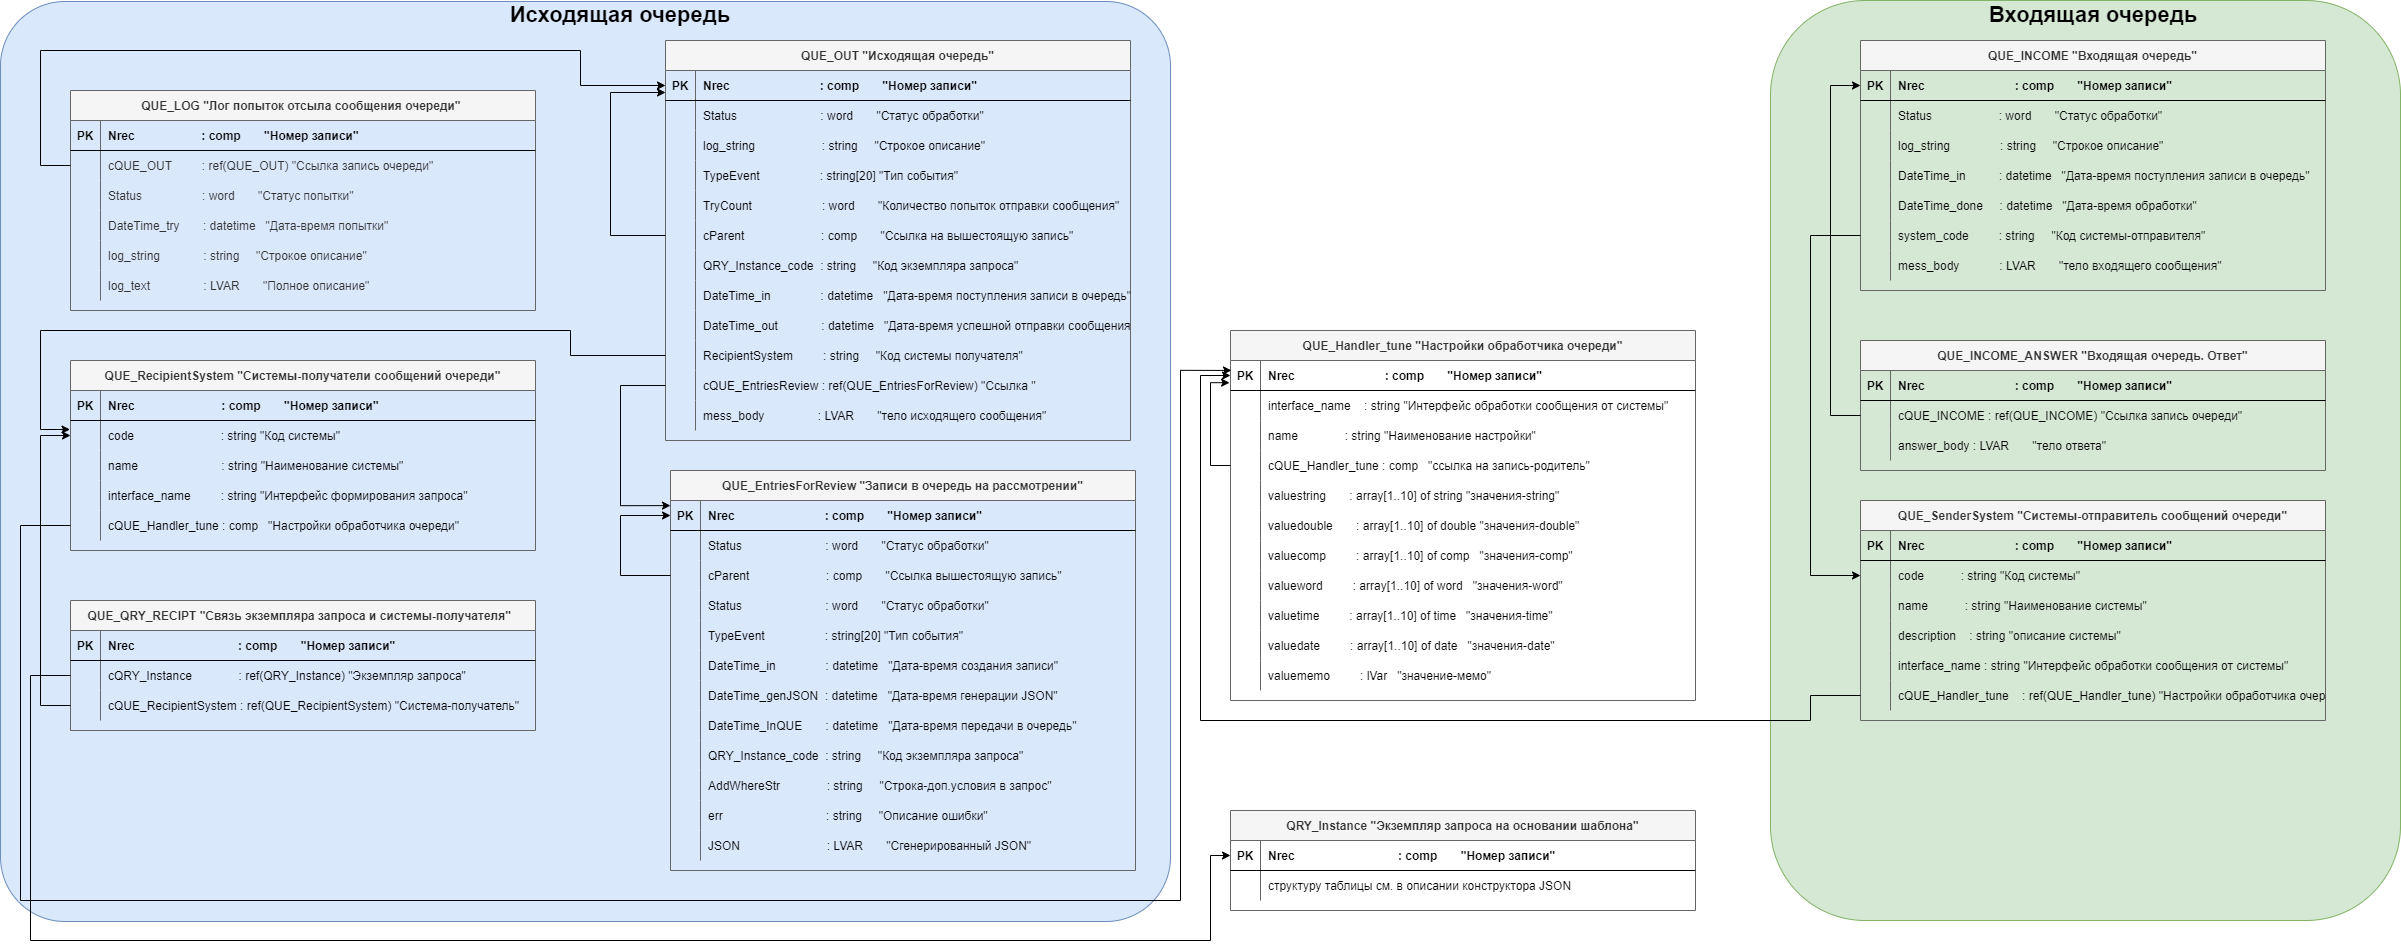 Исходящая очередь
QUE_LOG "Лог попыток отсыла сообщения очереди"
PK Nrec : comp "Номер записи"
cQUE_OUT : ref(QUE_OUT) "Ссылка запись очереди"
Status : word "Статус попытки"
DateTime_try : datetime "Дата-время попытки"
log_string : string "Строкое описание"
log_text : LVAR "Полное описание"
QUE_RecipientSystem "Системы-получатели сообщений очереди"
PK Nrec : comp "Номер записи"
code : string "Код системы"
name : string "Наименование системы"
interface_name : string "Интерфейс формирования запроса"
cQUE_Handler_tune : comp "Настройки обработчика очереди"
QUE_QRY_RECIPT "Связь экземпляра запроса и системы-получателя"
PK Nrec : comp "Номер записи"
cQRY_Instance : ref(QRY_Instance) "Экземпляр запроса"
cQUE_RecipientSystem : ref(QUE_RecipientSystem) "Система-получатель"
QUE_OUT "Исходящая очередь"
PK Nrec : comp "Номер записи"
Status : word "Статус обработки"
log_string : string "Строкое описание"
TypeEvent : string[20] "Тип события"
TryCount : word "Количество попыток отправки сообщения"
cParent : comp "Ссылка на вышестоящую запись"
QRY_Instance_code : string "Код экземпляра запроса"
DateTime_in : datetime "Дата-время поступления записи в очередь"
DateTime_out : datetime "Дата-время успешной отправки сообщения
RecipientSystem : string "Код системы получателя"
cQUE_EntriesReview : ref(QUE_EntriesForReview) "Ссылка "
mess_body : LVAR "тело исходящего сообщения"
QUE_EntriesForReview "Записи в очередь на рассмотрении"
PK Nrec : comp "Номер записи"
Status : word "Статус обработки"
cParent : comp "Ссылка вышестоящую запись"
Status : word "Статус обработки"
TypeEvent : string[20] "Тип события"
DateTime_in : datetime "Дата-время создания записи"
DateTime_genJSON : datetime "Дата-время генерации JSON"
DateTime_InQUE : datetime "Дата-время передачи в очередь"
QRY_Instance_code : string "Код экземпляра запроса"
AddWhereStr : string "Строка-доп.условия в запрос"
err : string "Описание ошибки"
JSON : LVAR "Сгенерированный JSON"
QUE_Handler_tune "Настройки обработчика очереди"
PK Nrec : comp "Номер записи"
interface_name : string "Интерфейс обработки сообщения от системы"
name : string "Наименование настройки"
cQUE_Handler_tune : comp "ссылка на запись-родитель"
valuestring : array[1..10] of string "значения-string"
valuedouble : array[1..10] of double "значения-double"
valuecomp : array[1..10] of comp "значения-comp"
valueword : array[1..10] of word "значения-word"
valuetime : array[1..10] of time "значения-time"
valuedate : array[1..10] of date "значения-date"
valuememo : lVar "значение-мемо"
QRY_Instance "Экземпляр запроса на основании шаблона"
PK Nrec : comp "Номер записи"
структуру таблицы см. в описании конструктора JSON
Входящая очередь
QUE_INCOME "Входящая очередь"
PK Nrec : comp "Номер записи"
Status : word "Статус обработки"
log_string : string "Строкое описание"
DateTime_in : datetime "Дата-время поступления записи в очередь"
DateTime_done : datetime "Дата-время обработки"
system_code : string "Код системы-отправителя"
mess_body : LVAR "тело входящего сообщения"
QUE_INCOME_ANSWER "Входящая очередь. Ответ"
PK Nrec : comp "Номер записи"
cQUE_INCOME : ref(QUE_INCOME) "Ссылка запись очереди"
answer_body : LVAR "тело ответа"
QUE_SenderSystem "Системы-отправитель сообщений очереди"
PK Nrec : comp "Номер записи"
code : string "Код системы"
name : string "Наименование системы"
description : string "описание системы"
interface_name : string "Интерфейс обработки сообщения от системы"
cQUE_Handler_tune : ref(QUE_Handler_tune) "Настройки обработчика очер